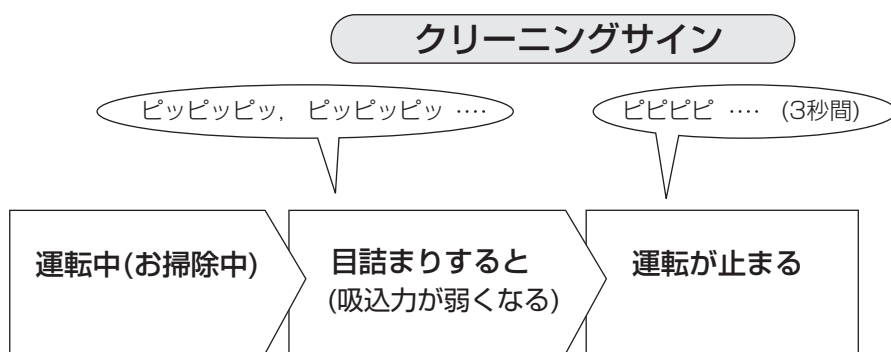 クリーニングサイン
ピッピッピッ, ピッピッピッ ‥‥
ピピピピ ‥‥ (3秒間)
運転中(お掃除中)
目詰まりすると
(吸込力が弱くなる)
運転が止まる